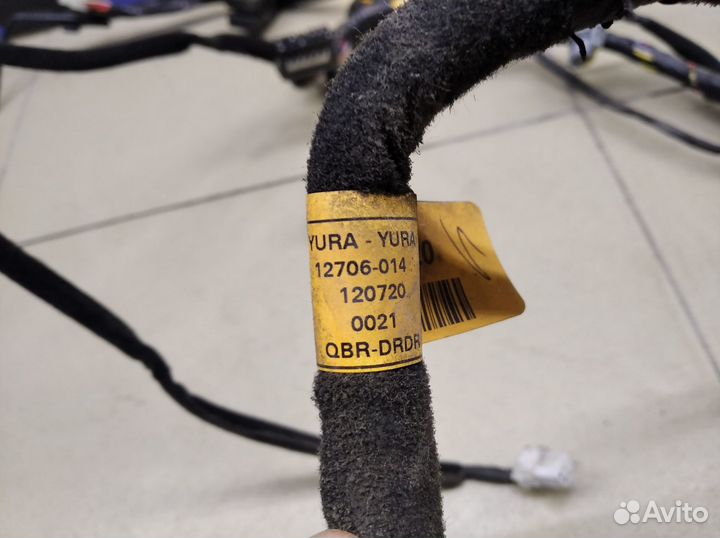 YURA - YURA
12706-014
120720
0021
QBR-DRDR
Avito